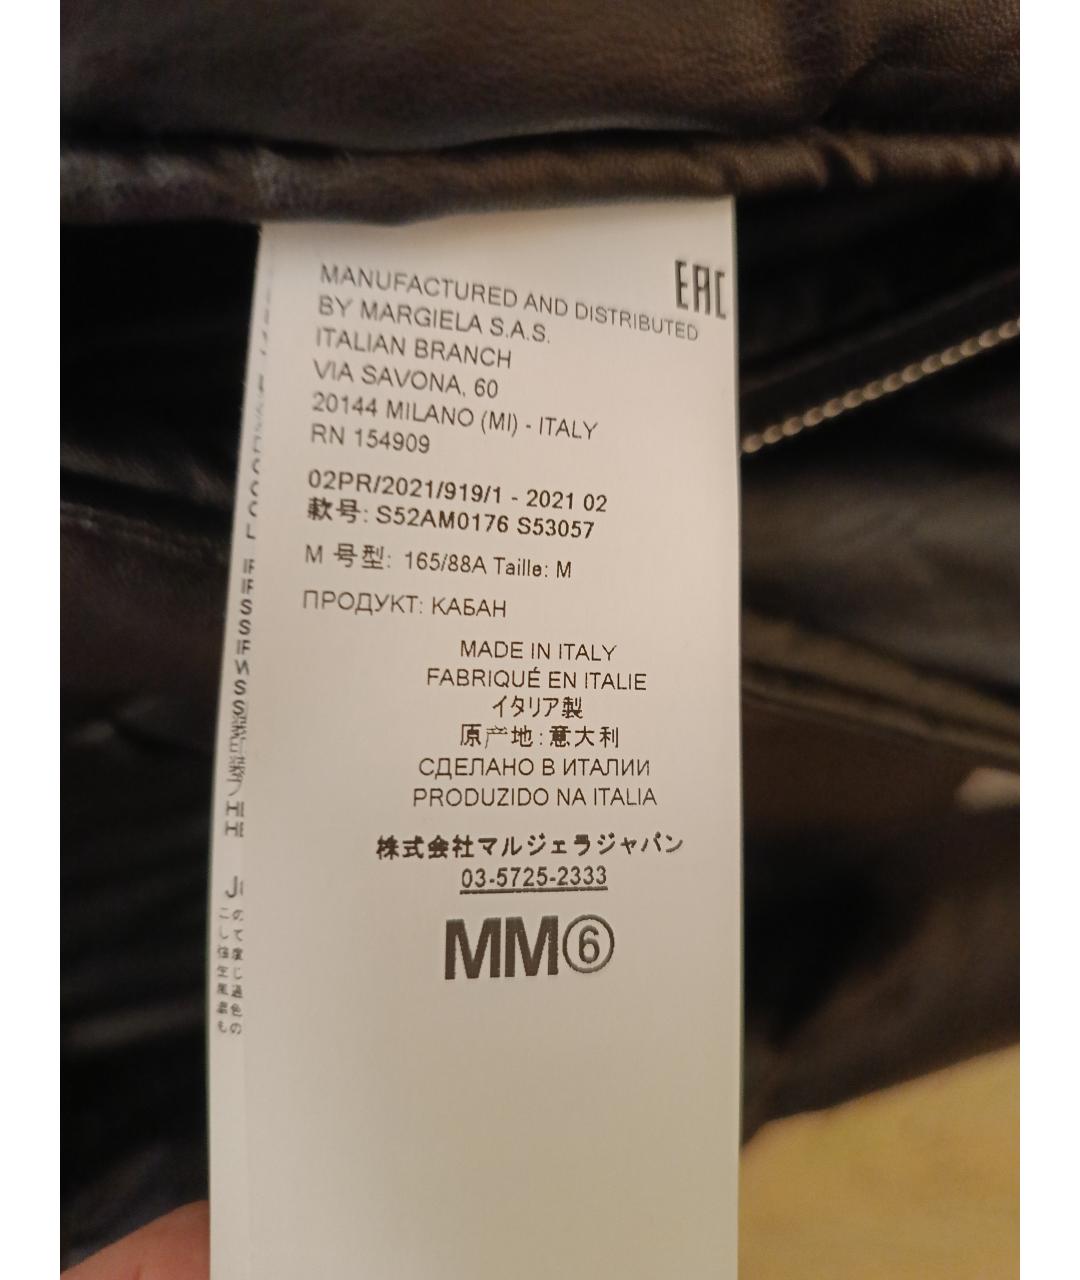 EAC
MANUFACTURED AND DISTRIBUTED
BY MARGIELA S.A.S.
ITALIAN BRANCH
VIA SAVONA, 60
20144 MILANO (MI) - ITALY
RN 154909
02PR/2021/919/1 - 2021 02
款号: S52AM0176 S53057
M 号型: 165/88A Taille: M
ПРОДУКТ: КАБАН
MADE IN ITALY
FABRIQUÉ EN ITALIE
イタリア製
原产地:意大利
СДЕЛАНО В ИТАЛИИ
PRODUZIDO NA ITALIA
株式会社マルジェラジャパン
03-5725-2333
MM⑥